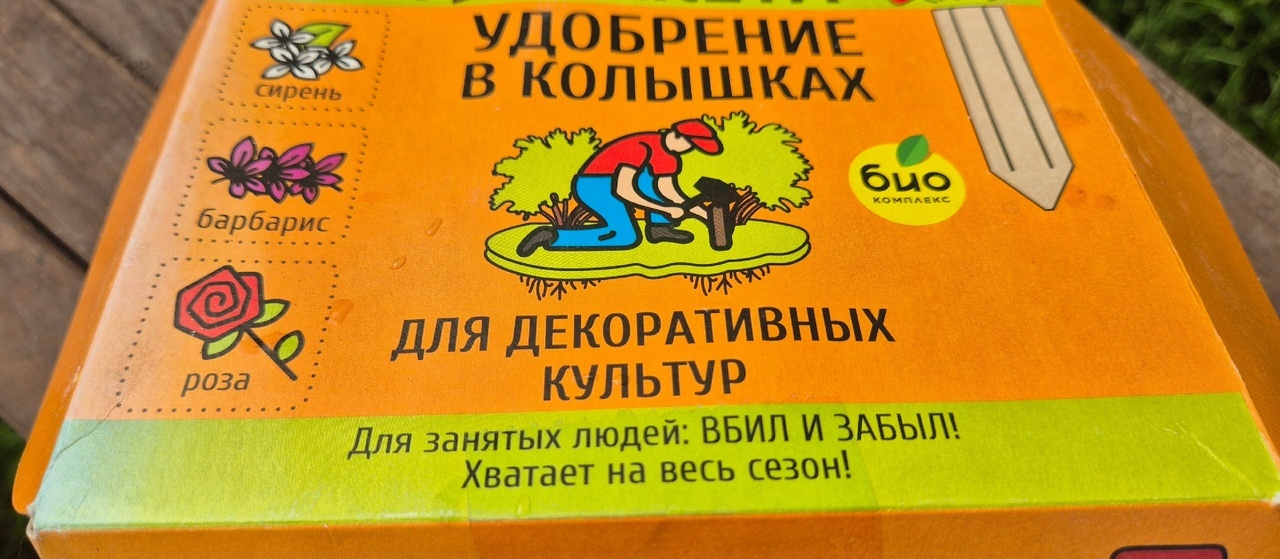 УДОБРЕНИЕ
В КОЛЫШКАХ
сирень
барбарис
роза
био
КОМПЛЕКС
ДЛЯ ДЕКОРАТИВНЫХ
КУЛЬТУР
Для занятых людей: ВБИЛ И ЗАБЫЛ!
Хватает на весь сезон!